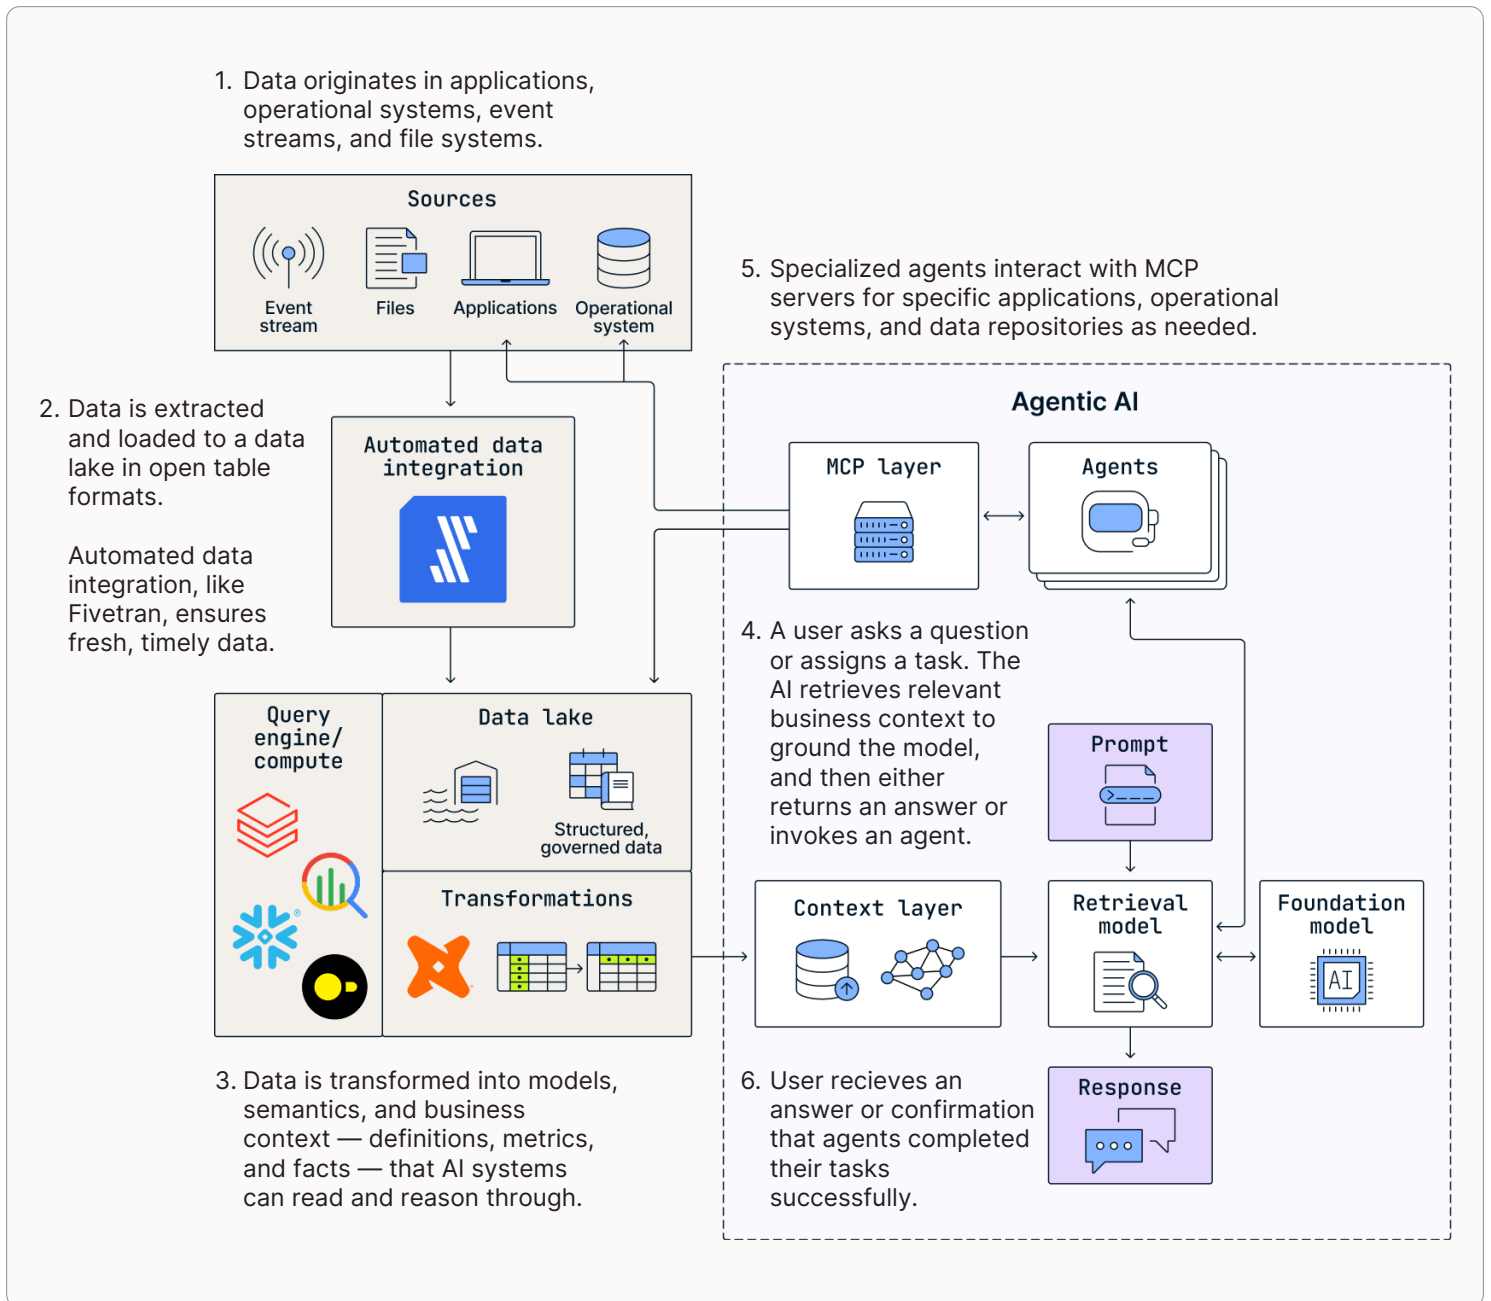 1. Data originates in applications,
operational systems, event
streams, and file systems.
Sources
Event
stream
Files
Applications
Operational
system
5. Specialized agents interact with MCP
servers for specific applications, operational
systems, and data repositories as needed.
2. Data is extracted
and loaded to a data
lake in open table
formats.
Automated data
integration, like
Fivetran, ensures
fresh, timely data.
Automated data
integration
Agentic AI
MCP layer
Agents
4. A user asks a question
or assigns a task. The
AI retrieves relevant
business context to
ground the model,
and then either
returns an answer or
invokes an agent.
Query
engine/
compute
®
Data lake
Structured,
governed data
Transformations
Prompt
Context layer
Retrieval
model
Foundation
model
AI
3. Data is transformed into models,
semantics, and business
context — definitions, metrics,
and facts — that AI systems
can read and reason through.
6. User recieves an
answer or confirmation
that agents completed
their tasks
successfully.
Response